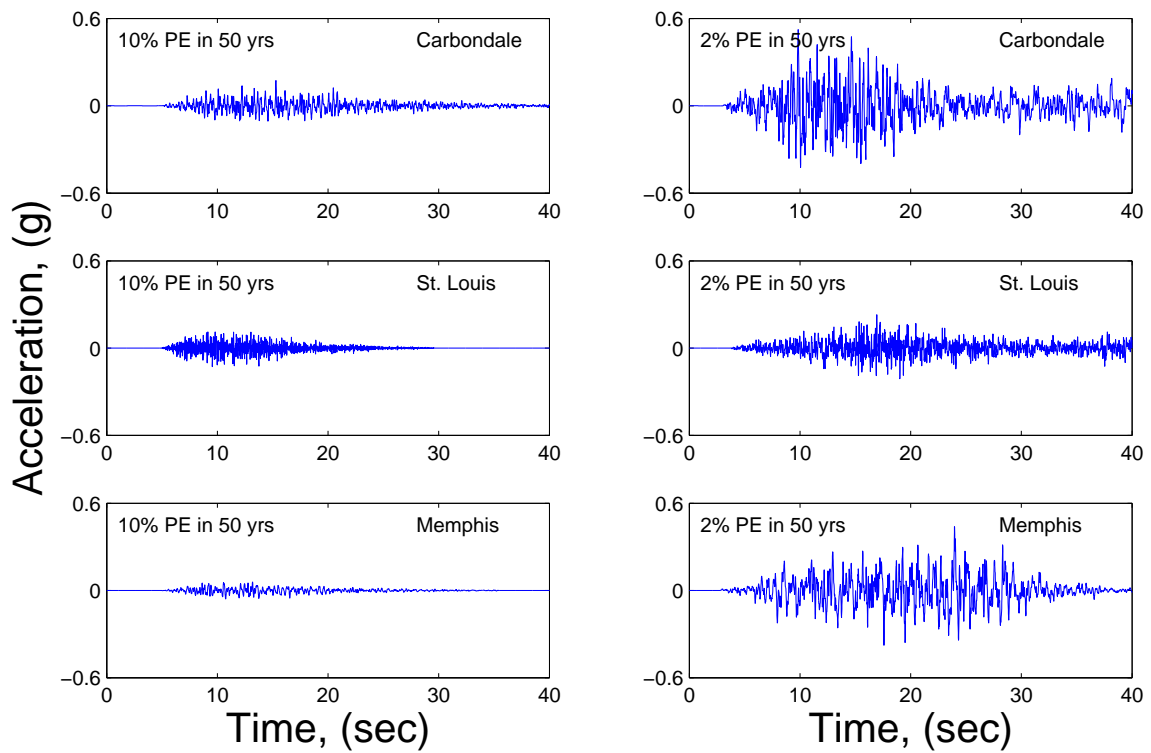 0.6
10% PE in 50 yrs Carbondale
0
−0.6
0 10 20 30 40
0.6
2% PE in 50 yrs Carbondale
0
−0.6
0 10 20 30 40
Acceleration, (g)
0.6
10% PE in 50 yrs St. Louis
0
−0.6
0 10 20 30 40
0.6
2% PE in 50 yrs St. Louis
0
−0.6
0 10 20 30 40
0.6
10% PE in 50 yrs Memphis
0
−0.6
0 10 20 30 40
Time, (sec)
0.6
2% PE in 50 yrs Memphis
0
−0.6
0 10 20 30 40
Time, (sec)